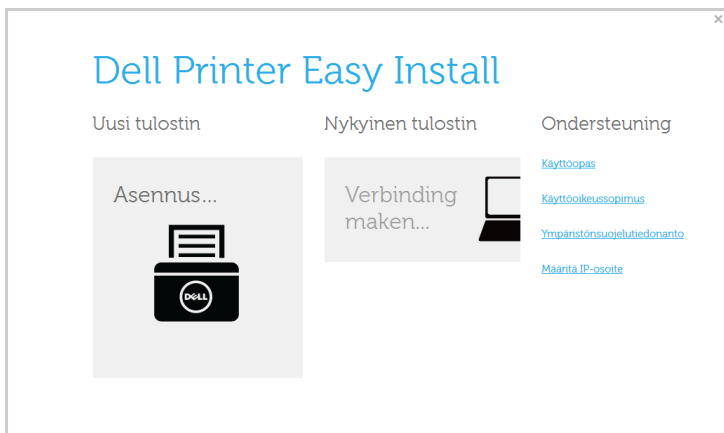 ×
Dell Printer Easy Install
Uusi tulostin
Asennus...
DELL
Nykyinen tulostin
Verbinding
maken...
Ondersteuning
Käyttöopas
Käyttöoikeussopimus
Ympäristönsuojelutiedonanto
Määritä IP-osoite